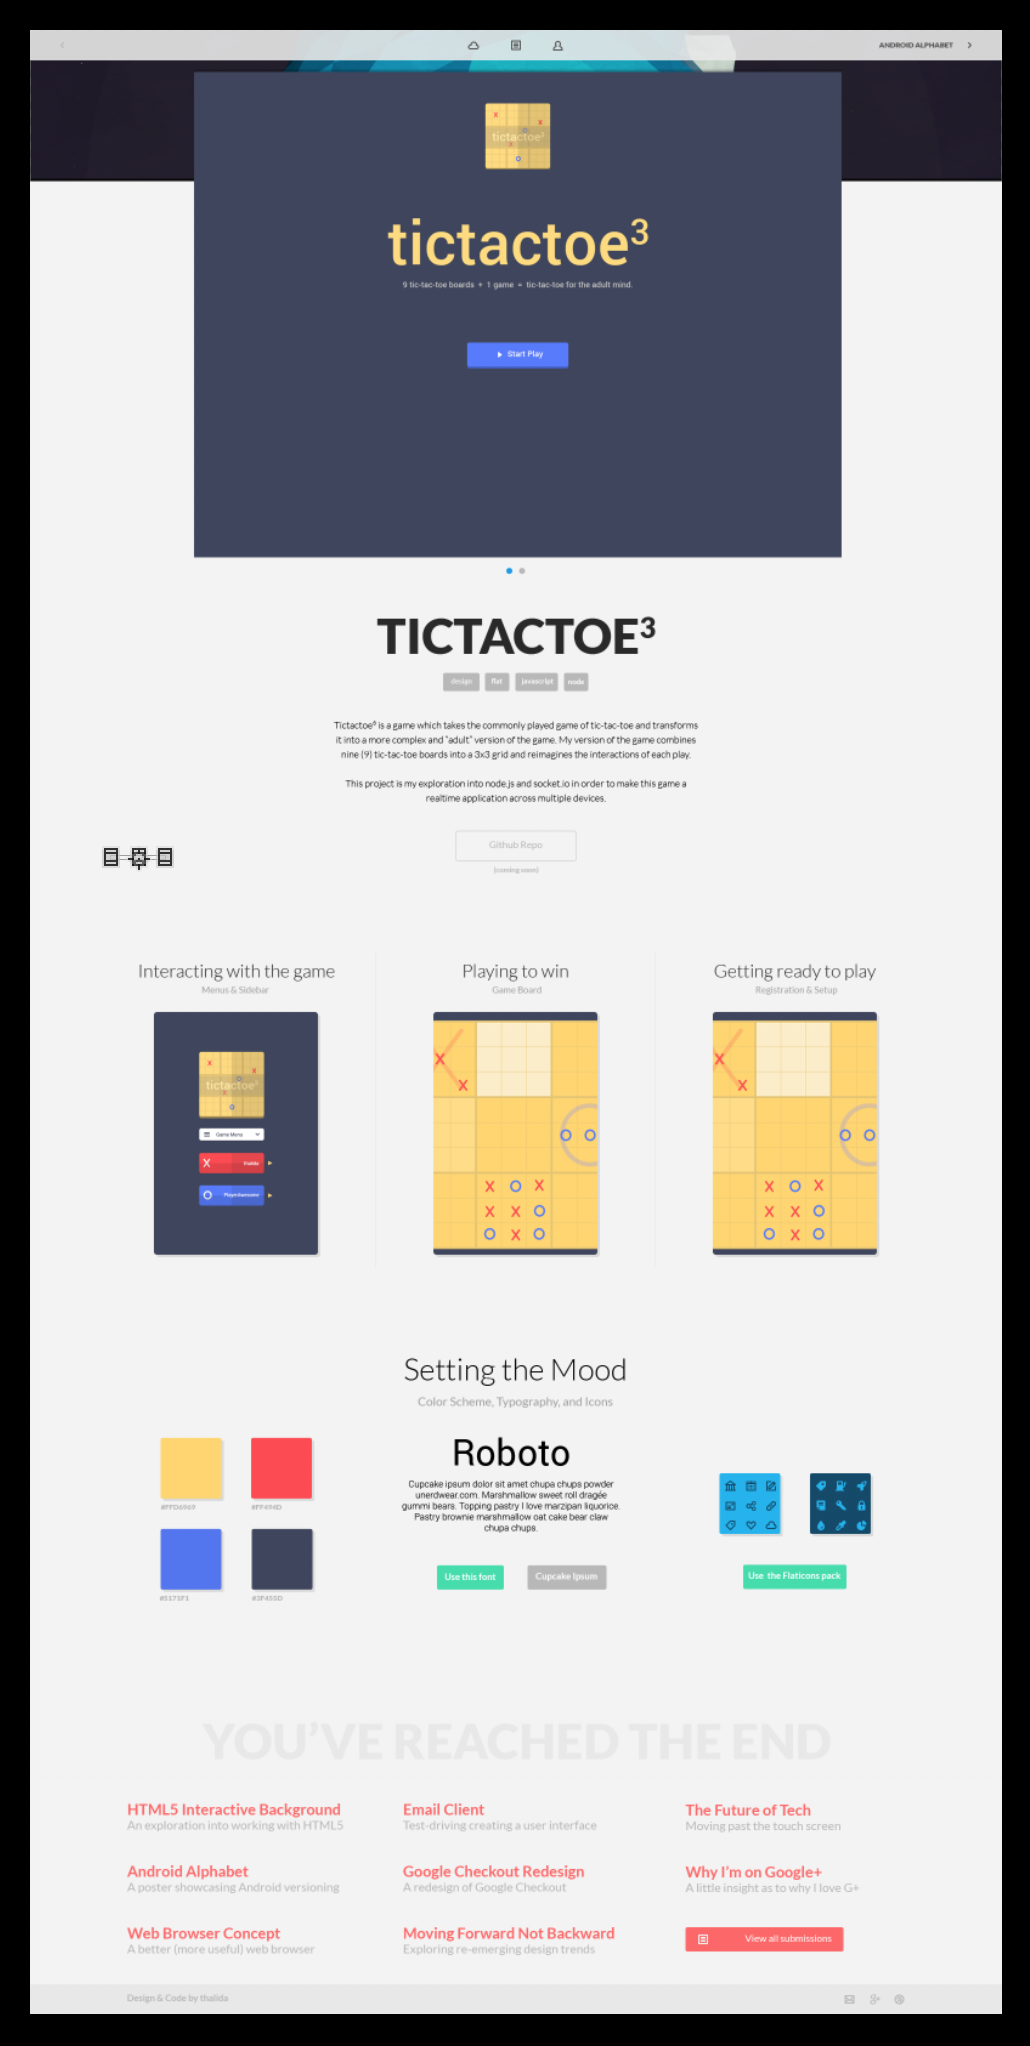 ANDROID ALPHABET
tictactoe³
tictactoe³
9 tic-tac-toe boards + 1 game = tic-tac-toe for the adult mind.
Start Play
TICTACTOE³
design flat javascript node
Tictactoe³ is a game which takes the commonly played game of tic-tac-toe and transforms
it into a more complex and "adult" version of the game. My version of the game combines
nine (9) tic-tac-toe boards into a 3x3 grid and reimagines the interactions of each play.
This project is my exploration into node.js and socket.io in order to make this game a
realtime application across multiple devices.
Github Repo
(coming soon)
Interacting with the game
Menus & Sidebar
tictactoe³
Game Menu
X thalida
O
Playing to win
Game Board
X
X
O O
X O X
X X O
O X O
Getting ready to play
Registration & Setup
X
X
O O
X O X
X X O
O X O
Setting the Mood
Color Scheme, Typography, and Icons
#FFD569
#FF494D
#5171F1
#3F455D
Roboto
Cupcake ipsum dolor sit amet chupa chups powder
unerdwear.com. Marshmallow sweet roll dragée
gummi bears. Topping pastry I love marzipan liquorice.
Pastry brownie marshmallow oat cake bear claw
chupa chups.
Use this font
Cupcake Ipsum
Use the Flaticons pack
YOU'VE REACHED THE END
HTML5 Interactive Background
An exploration into working with HTML5
Email Client
Test-driving creating a user interface
The Future of Tech
Moving past the touch screen
Android Alphabet
A poster showcasing Android versioning
Google Checkout Redesign
A redesign of Google Checkout
Why I'm on Google+
A little insight as to why I love G+
Web Browser Concept
A better (more useful) web browser
Moving Forward Not Backward
Exploring re-emerging design trends
View all submissions
Design & Code by thalida